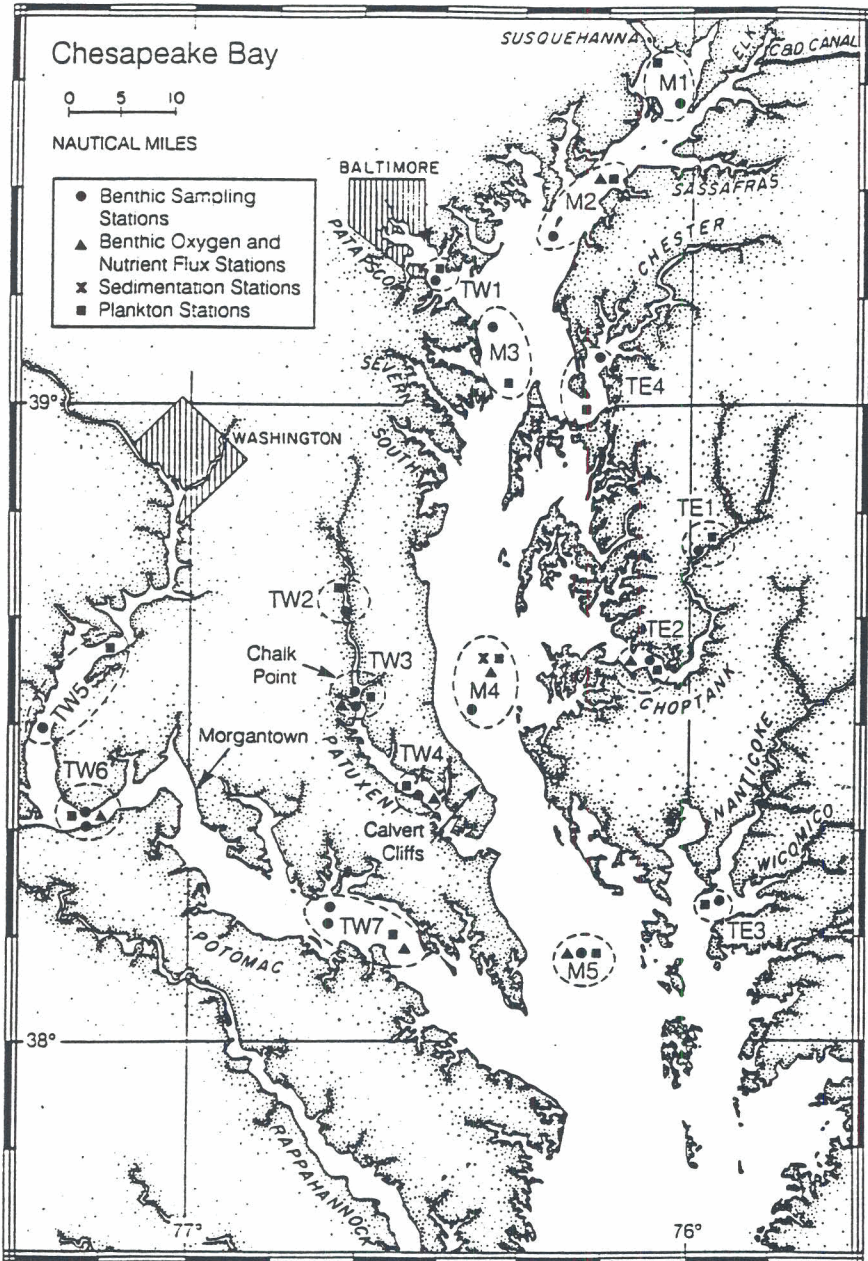 SUSQUEHANNA
ELK
C&D CANAL
Chesapeake Bay
0 5 10
NAUTICAL MILES
M1
BALTIMORE
SASSAFRAS
M2
Benthic Sampling
Stations
Benthic Oxygen and
Nutrient Flux Stations
Sedimentation Stations
Plankton Stations
PATAPSCO
CHESTER
TW1
M3
SEVERN
TE4
39°
WASHINGTON
SOUTH
TE1
TW2
Chalk
Point
TW3
TE2
M4
CHOPTANK
TW5
Morgantown
PATUXENT
TW4
NANTICOKE
TW6
Calvert
Cliffs
WICOMICO
TW7
TE3
POTOMAC
M5
38°
RAPPAHANNOCK
77°
76°